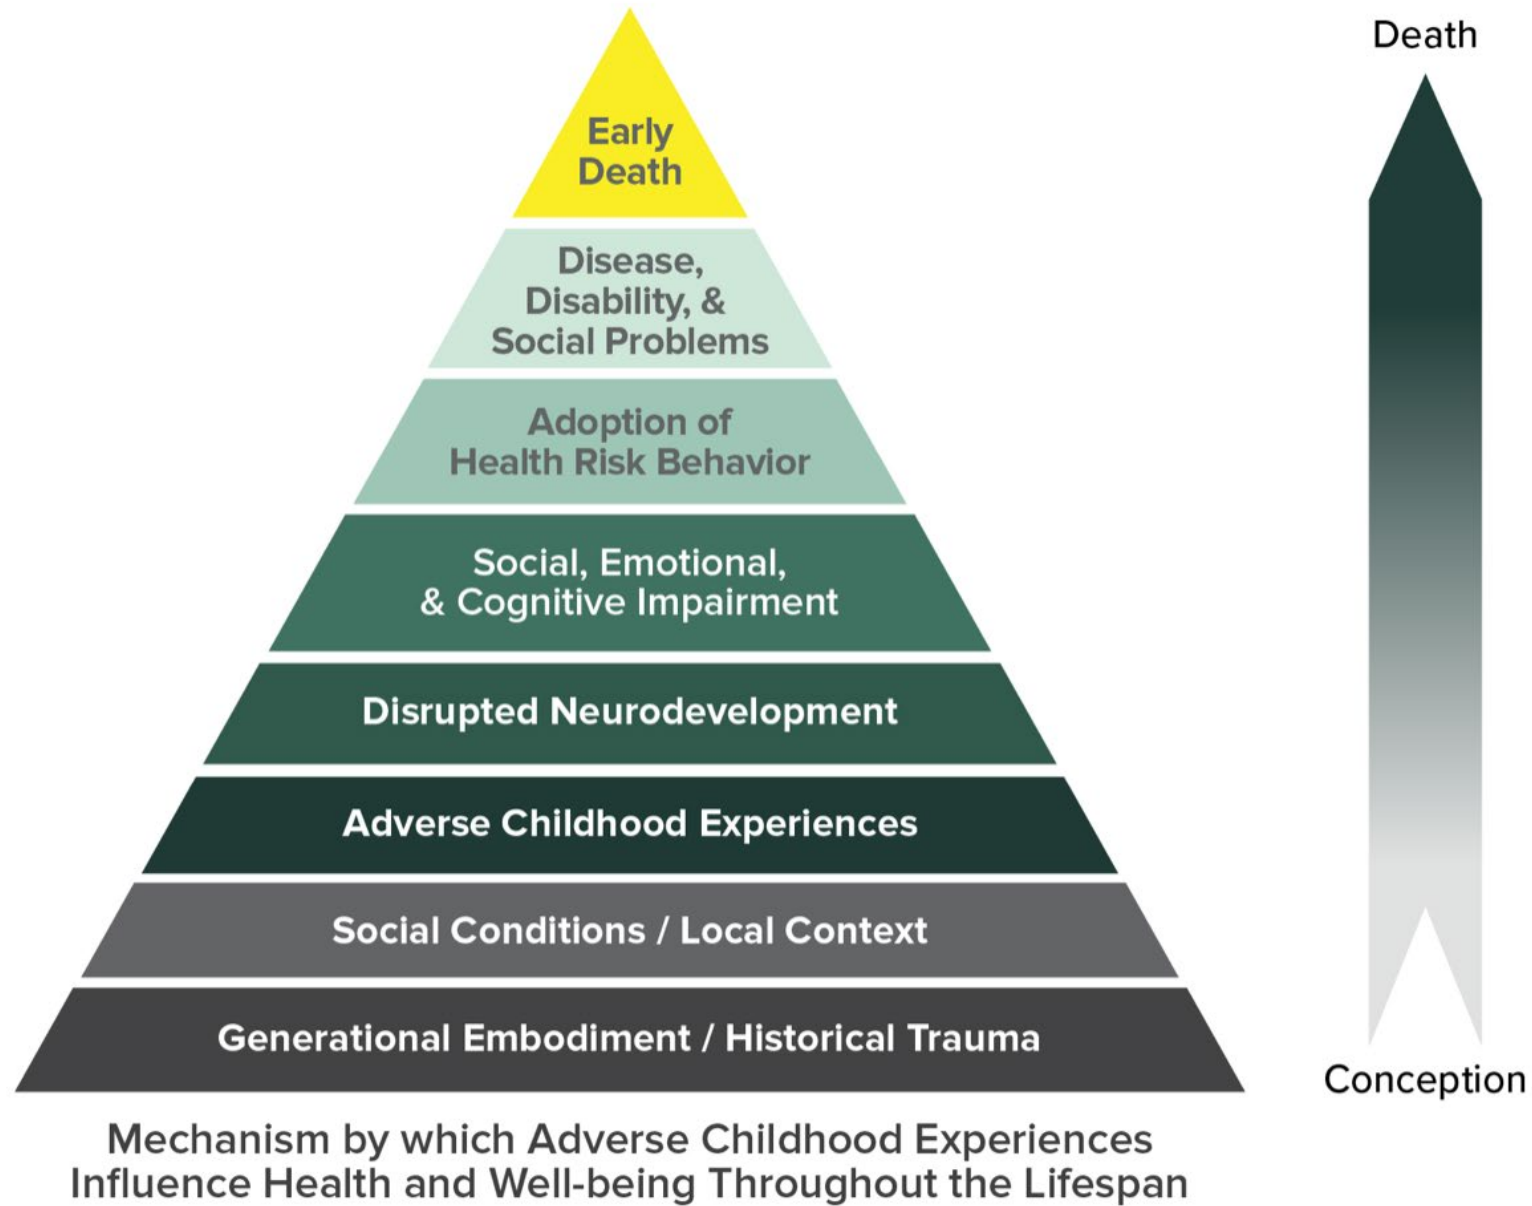 Death
Early
Death
Disease,
Disability, &
Social Problems
Adoption of
Health Risk Behavior
Social, Emotional,
& Cognitive Impairment
Disrupted Neurodevelopment
Adverse Childhood Experiences
Social Conditions / Local Context
Generational Embodiment / Historical Trauma
Conception
Mechanism by which Adverse Childhood Experiences
Influence Health and Well-being Throughout the Lifespan